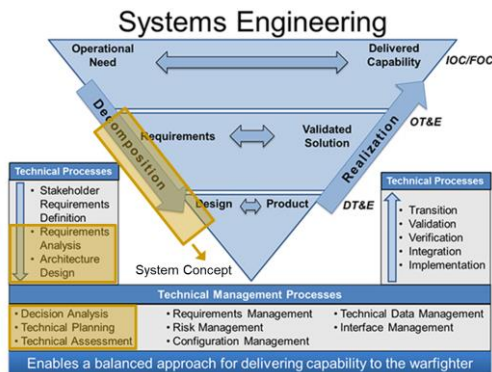 Systems Engineering
Operational
Need
Delivered
Capability
IOC/FOC
Decomposition
Realization
OT&E
Requirements
Validated
Solution
Design
Product
DT&E
System Concept
Technical Processes
• Stakeholder
Requirements
Definition
• Requirements
Analysis
• Architecture
Design
Technical Processes
• Transition
• Validation
• Verification
• Integration
• Implementation
Technical Management Processes
• Decision Analysis
• Technical Planning
• Technical Assessment
• Requirements Management
• Risk Management
• Configuration Management
• Technical Data Management
• Interface Management
Enables a balanced approach for delivering capability to the warfighter